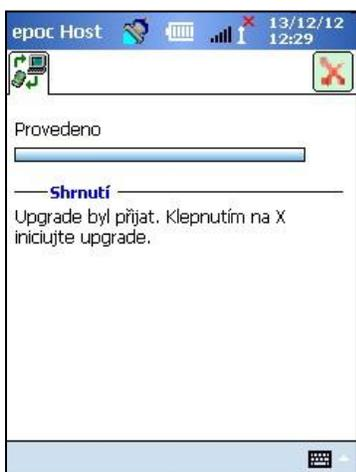 epoc Host 13/12/12
12:29
Provedeno
Shrnutí
Upgrade byl přijat. Klepnutím na X
iniciujte upgrade.